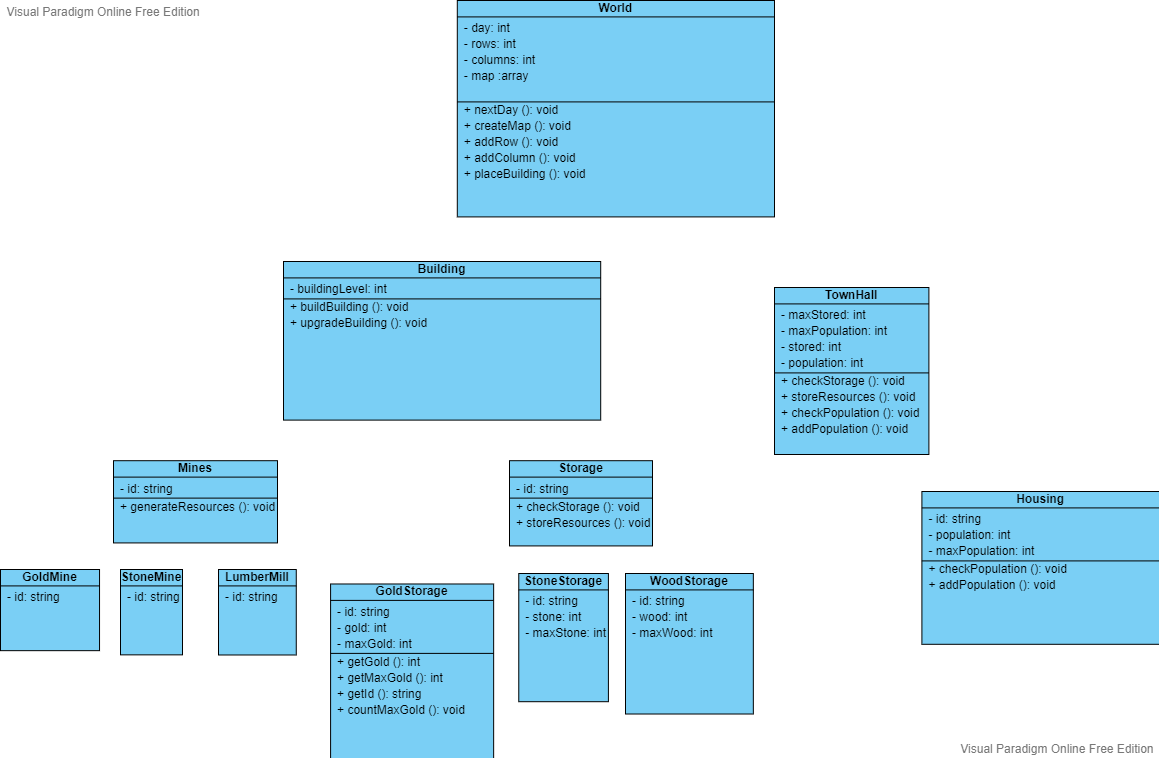 Visual Paradigm Online Free Edition
World
- day: int
- rows: int
- columns: int
- map :array
+ nextDay (): void
+ createMap (): void
+ addRow (): void
+ addColumn (): void
+ placeBuilding (): void
Building
- buildingLevel: int
+ buildBuilding (): void
+ upgradeBuilding (): void
TownHall
- maxStored: int
- maxPopulation: int
- stored: int
- population: int
+ checkStorage (): void
+ storeResources (): void
+ checkPopulation (): void
+ addPopulation (): void
Mines
- id: string
+ generateResources (): void
Storage
- id: string
+ checkStorage (): void
+ storeResources (): void
Housing
- id: string
- population: int
- maxPopulation: int
+ checkPopulation (): void
+ addPopulation (): void
GoldMine
- id: string
StoneMine
- id: string
LumberMill
- id: string
GoldStorage
- id: string
- gold: int
- maxGold: int
+ getGold (): int
+ getMaxGold (): int
+ getId (): string
+ countMaxGold (): void
StoneStorage
- id: string
- stone: int
- maxStone: int
WoodStorage
- id: string
- wood: int
- maxWood: int
Visual Paradigm Online Free Edition